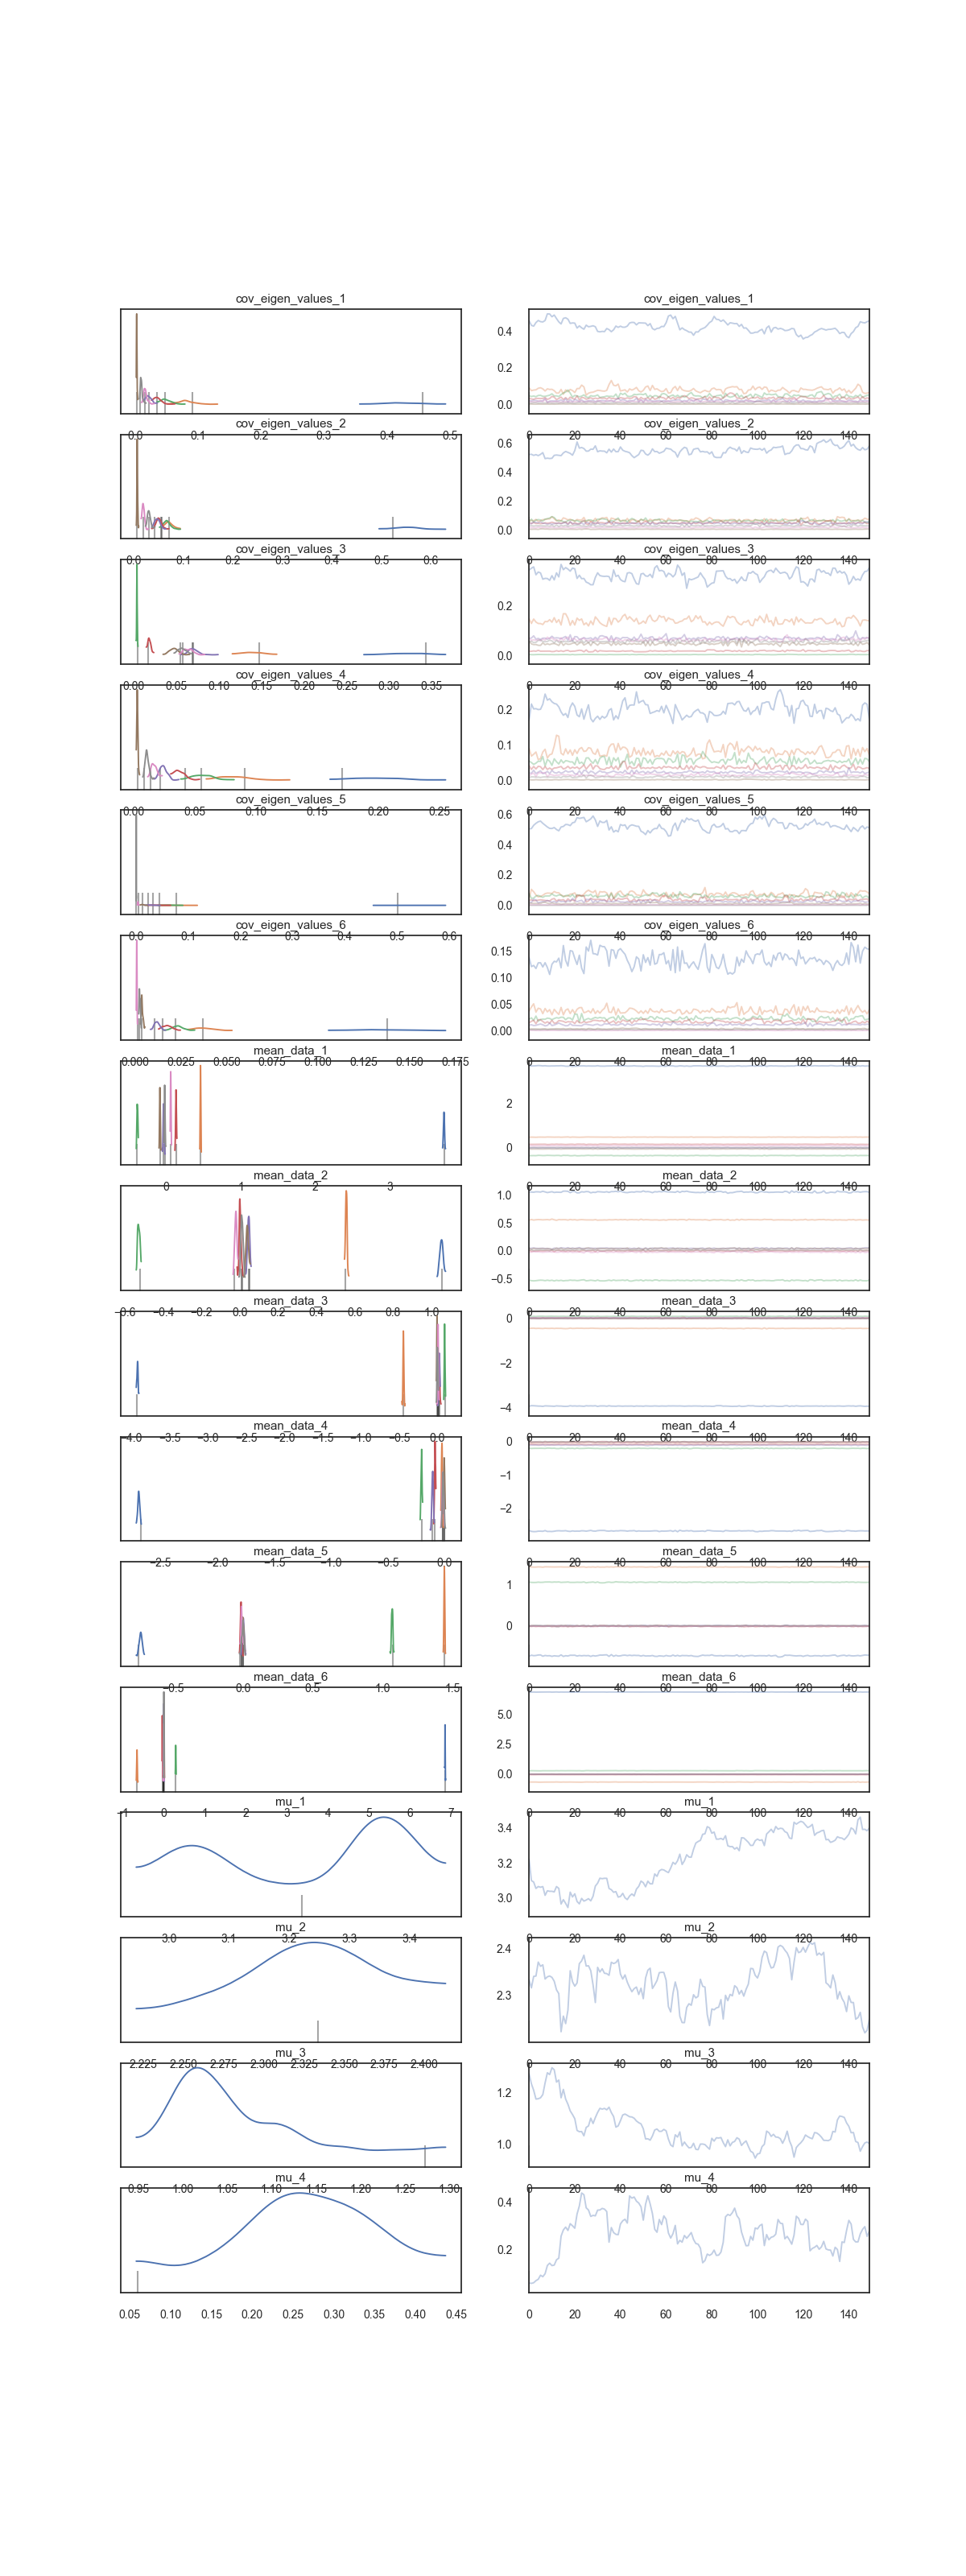 cov_eigen_values_1 cov_eigen_values_1
0.4
0.2
0.0
cov_eigen_values_2 cov_eigen_values_2
0.0 0.1 0.2 0.3 0.4 0.5 0 20 40 60 80 100 120 140
0.6
0.4
0.2
0.0
cov_eigen_values_3 cov_eigen_values_3
0.0 0.1 0.2 0.3 0.4 0.5 0.6 0 20 40 60 80 100 120 140
0.2
0.0
cov_eigen_values_4 cov_eigen_values_4
0.00 0.05 0.10 0.15 0.20 0.25 0.30 0.35 0 20 40 60 80 100 120 140
0.2
0.1
0.0
cov_eigen_values_5 cov_eigen_values_5
0.00 0.05 0.10 0.15 0.20 0.25 0 20 40 60 80 100 120 140
0.6
0.4
0.2
0.0
cov_eigen_values_6 cov_eigen_values_6
0.0 0.1 0.2 0.3 0.4 0.5 0.6 0 20 40 60 80 100 120 140
0.15
0.10
0.05
0.00
mean_data_1 mean_data_1
0.000 0.025 0.050 0.075 0.100 0.125 0.150 0.175 0 20 40 60 80 100 120 140
2
0
mean_data_2 mean_data_2
0 1 2 3 0 20 40 60 80 100 120 140
1.0
0.5
0.0
−0.5
mean_data_3 mean_data_3
−0.6 −0.4 −0.2 0.0 0.2 0.4 0.6 0.8 1.0 0 20 40 60 80 100 120 140
0
−2
−4
mean_data_4 mean_data_4
−4.0 −3.5 −3.0 −2.5 −2.0 −1.5 −1.0 −0.5 0.0 0 20 40 60 80 100 120 140
0
−1
−2
mean_data_5 mean_data_5
−2.5 −2.0 −1.5 −1.0 −0.5 0.0 0 20 40 60 80 100 120 140
1
0
mean_data_6 mean_data_6
−0.5 0.0 0.5 1.0 1.5 0 20 40 60 80 100 120 140
5.0
2.5
0.0
mu_1 mu_1
−1 0 1 2 3 4 5 6 7 0 20 40 60 80 100 120 140
3.4
3.2
3.0
mu_2 mu_2
3.0 3.1 3.2 3.3 3.4 0 20 40 60 80 100 120 140
2.4
2.3
mu_3 mu_3
2.225 2.250 2.275 2.300 2.325 2.350 2.375 2.400 0 20 40 60 80 100 120 140
1.2
1.0
mu_4 mu_4
0.95 1.00 1.05 1.10 1.15 1.20 1.25 1.30 0 20 40 60 80 100 120 140
0.4
0.2
0.05 0.10 0.15 0.20 0.25 0.30 0.35 0.40 0.45 0 20 40 60 80 100 120 140